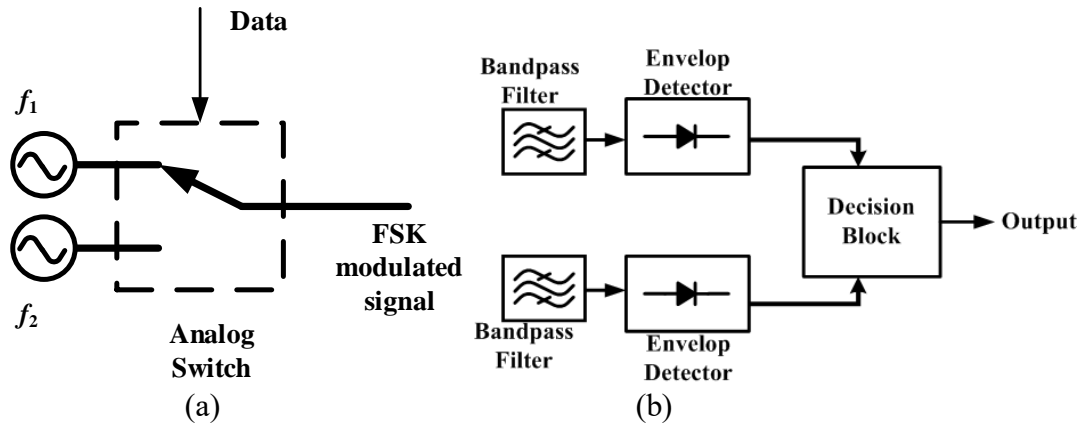 Data
f1
f2
FSK
modulated
signal
Analog
Switch
(a)
Bandpass
Filter
Envelop
Detector
Decision
Block
Output
Bandpass
Filter
Envelop
Detector
(b)